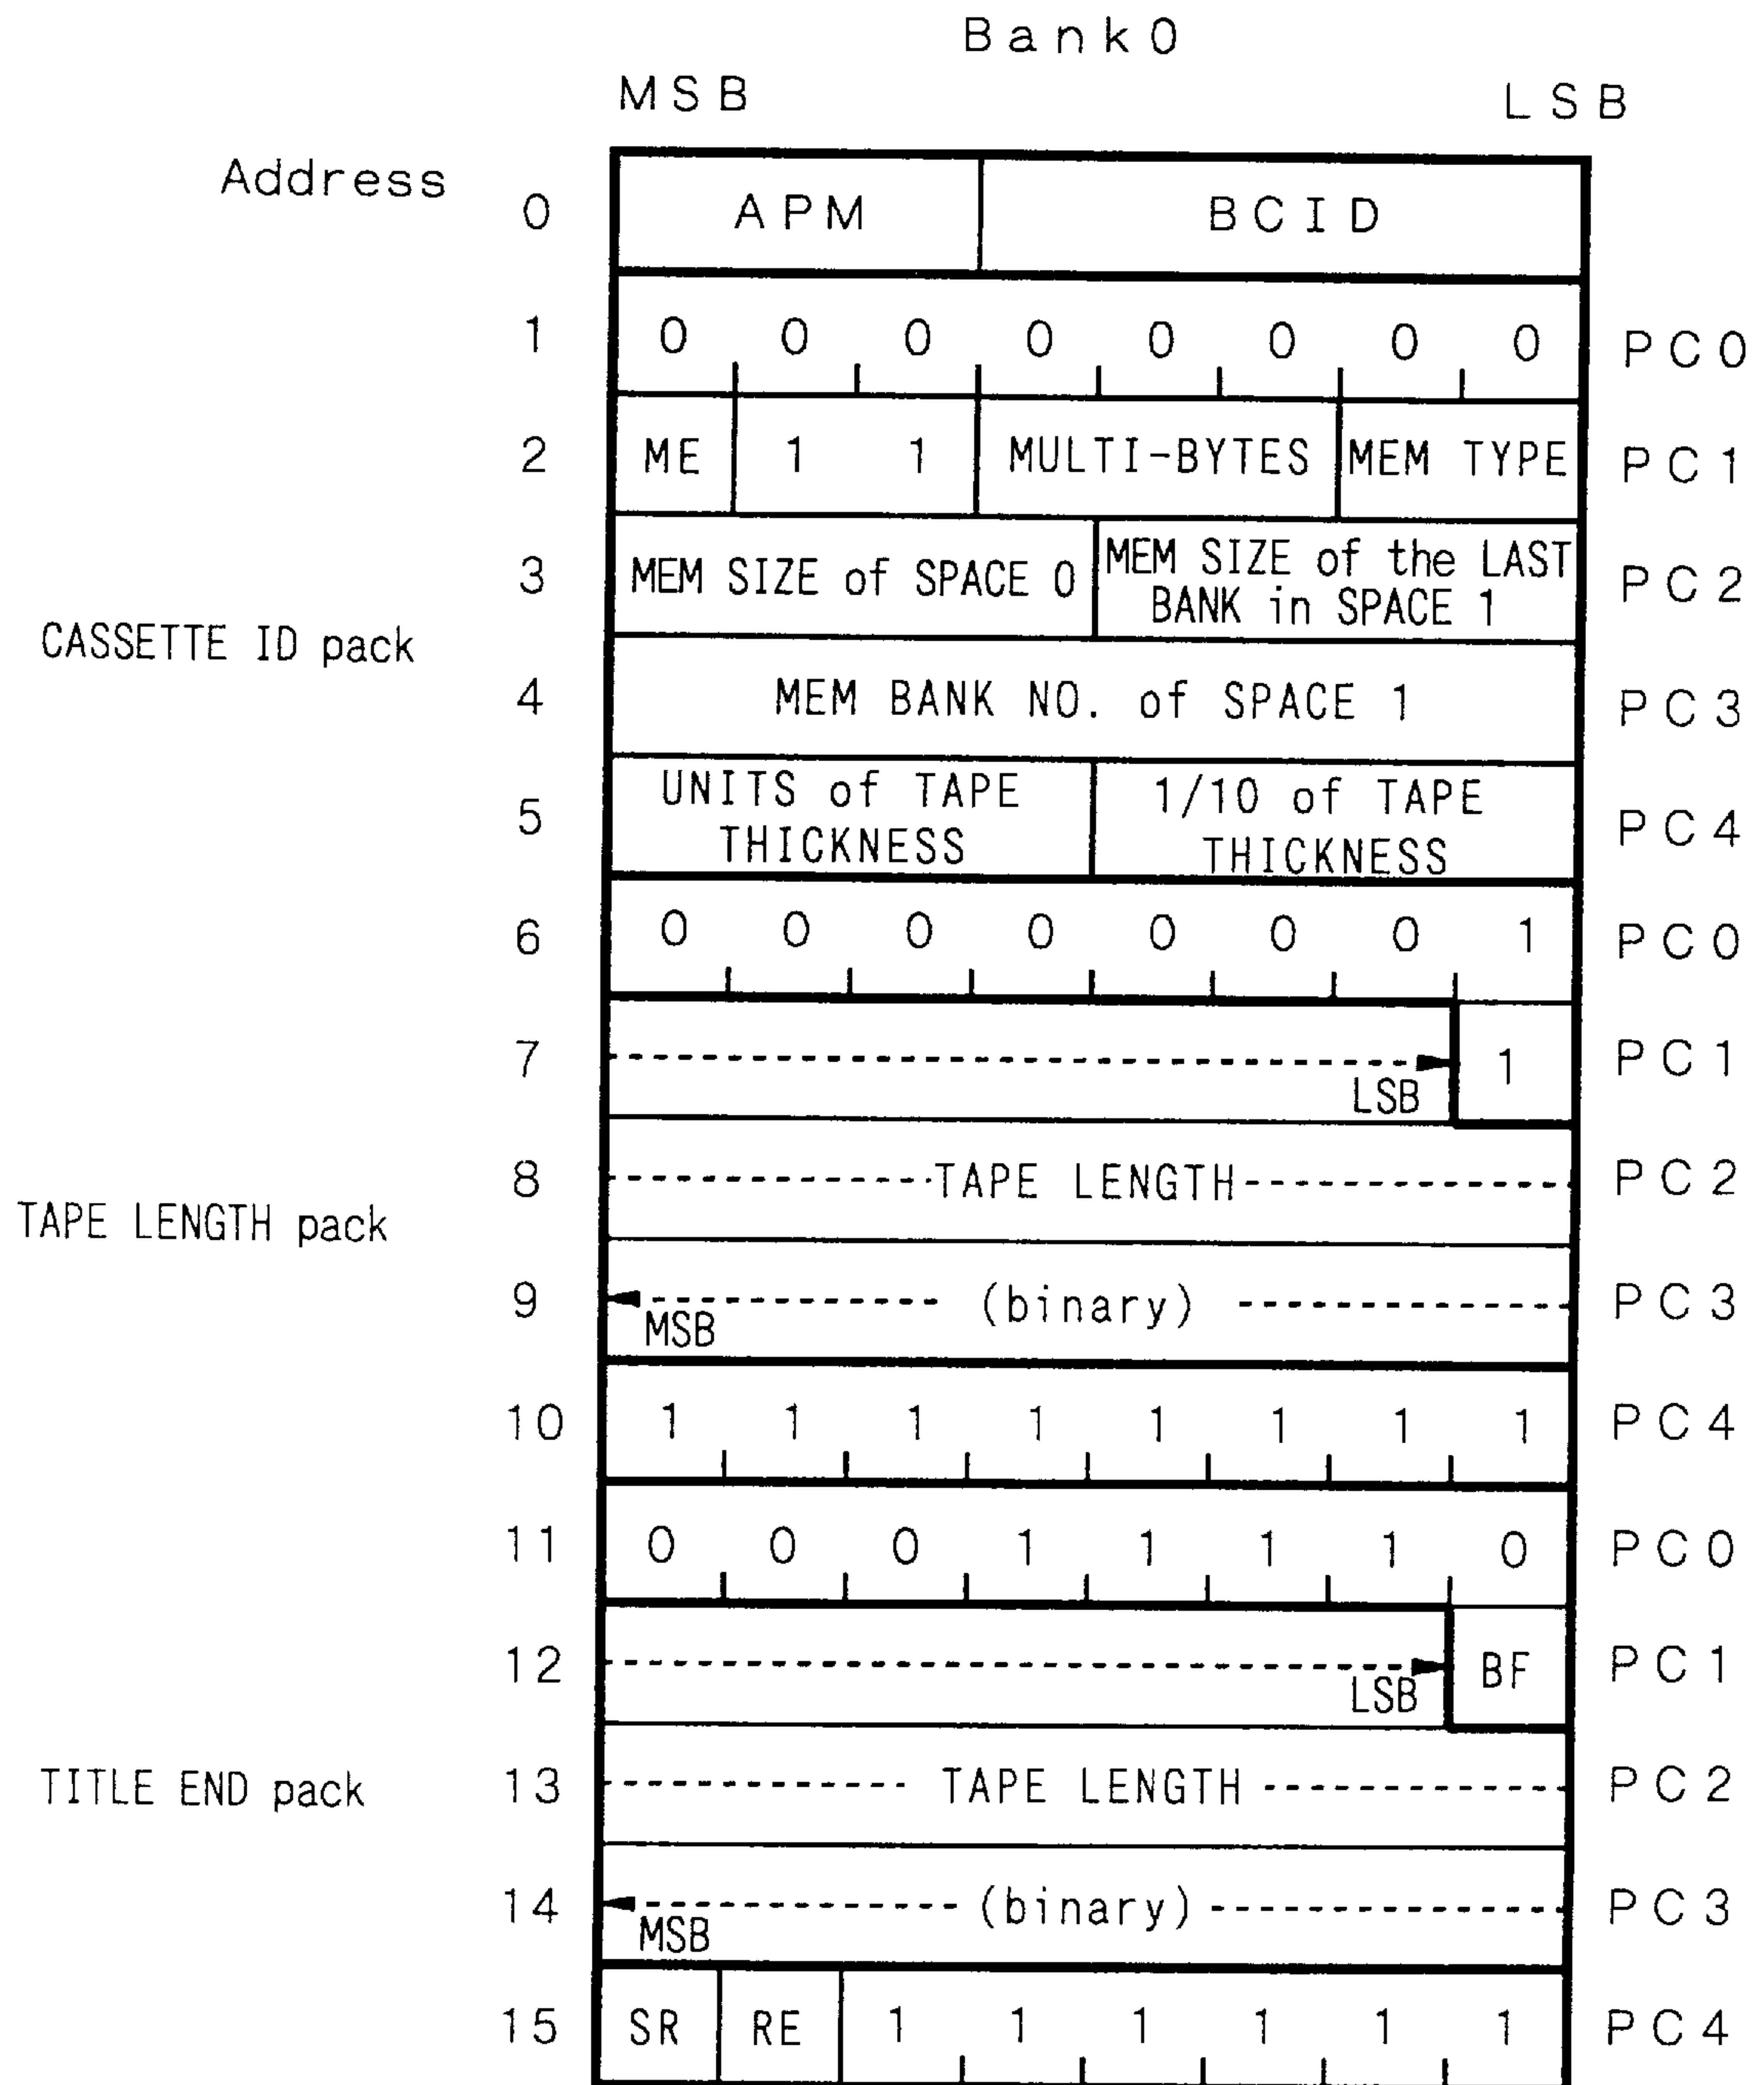 Bank0
MSB LSB
Address
0 APM BCID
1 0 0 0 0 0 0 0 0 PC0
2 ME 1 1 MULTI-BYTES MEM TYPE PC1
3 MEM SIZE of SPACE 0 MEM SIZE of the LAST BANK in SPACE 1 PC2
CASSETTE ID pack
4 MEM BANK NO. of SPACE 1 PC3
5 UNITS of TAPE THICKNESS 1/10 of TAPE THICKNESS PC4
6 0 0 0 0 0 0 0 1 PC0
7 LSB 1 PC1
8 TAPE LENGTH PC2
TAPE LENGTH pack
9 MSB (binary) PC3
10 1 1 1 1 1 1 1 1 PC4
11 0 0 0 1 1 1 1 0 PC0
12 LSB BF PC1
TITLE END pack
13 TAPE LENGTH PC2
14 MSB (binary) PC3
15 SR RE 1 1 1 1 1 1 PC4